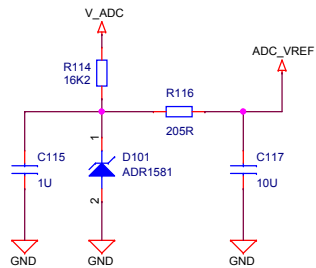 V_ADC
ADC_VREF
R114
16K2
R116
205R
1
C115
1U
D101
ADR1581
C117
10U
2
GND
GND
GND